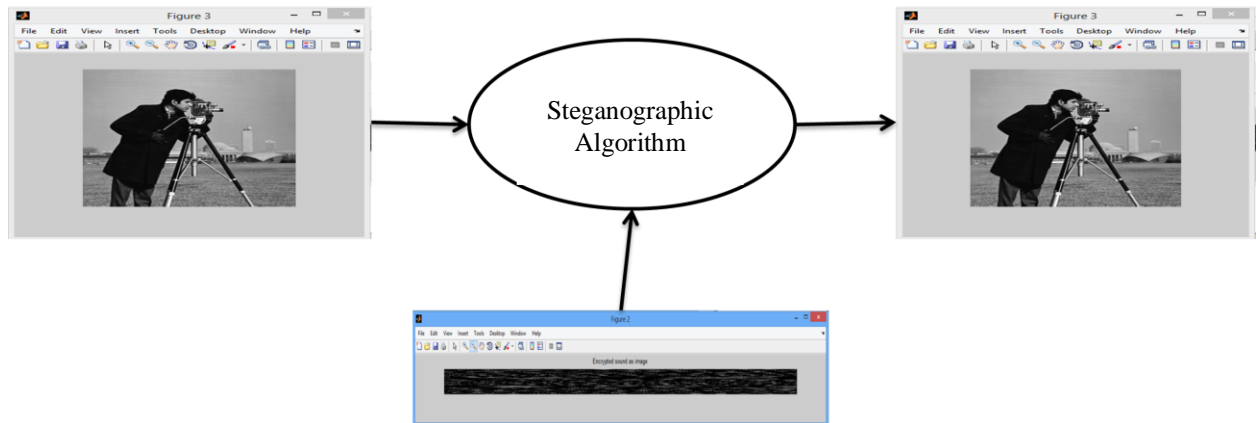 Figure 3
File Edit View Insert Tools Desktop Window Help
Steganographic
Algorithm
Figure 3
File Edit View Insert Tools Desktop Window Help
Figure 2
File Edit View Insert Tools Desktop Window Help
Encrypted sound as image